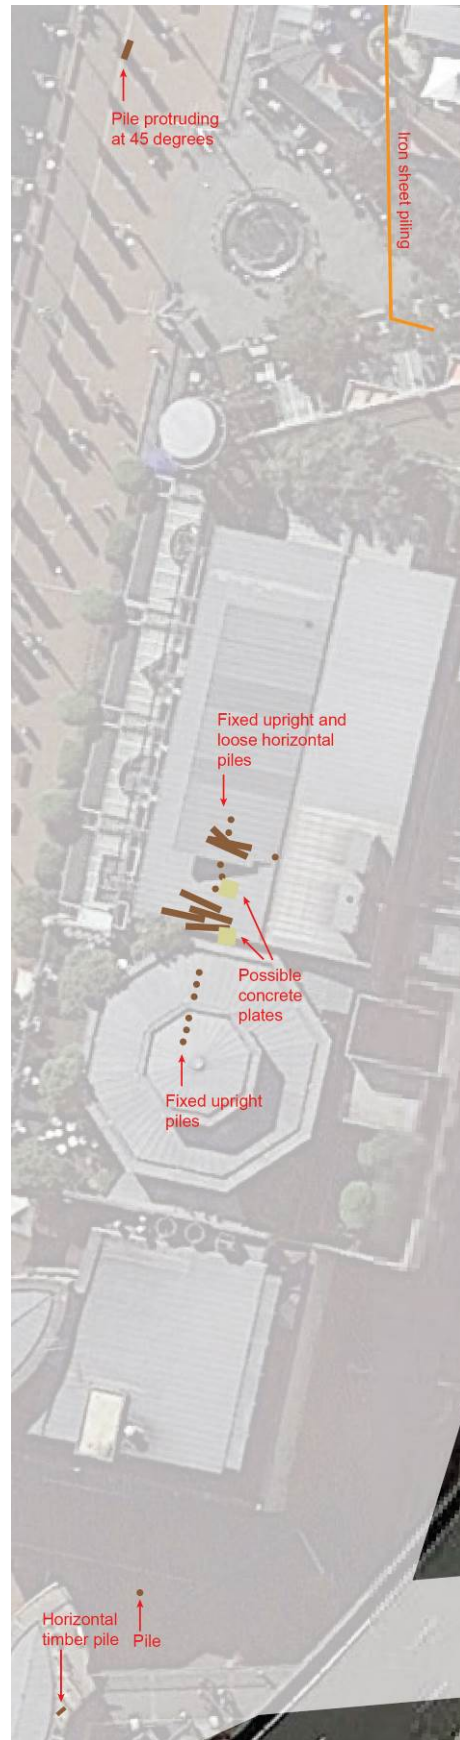 Pile protruding
at 45 degrees
Iron sheet piling
Fixed upright and
loose horizontal
piles
Possible
concrete
plates
Fixed upright
piles
Horizontal
timber pile
Pile